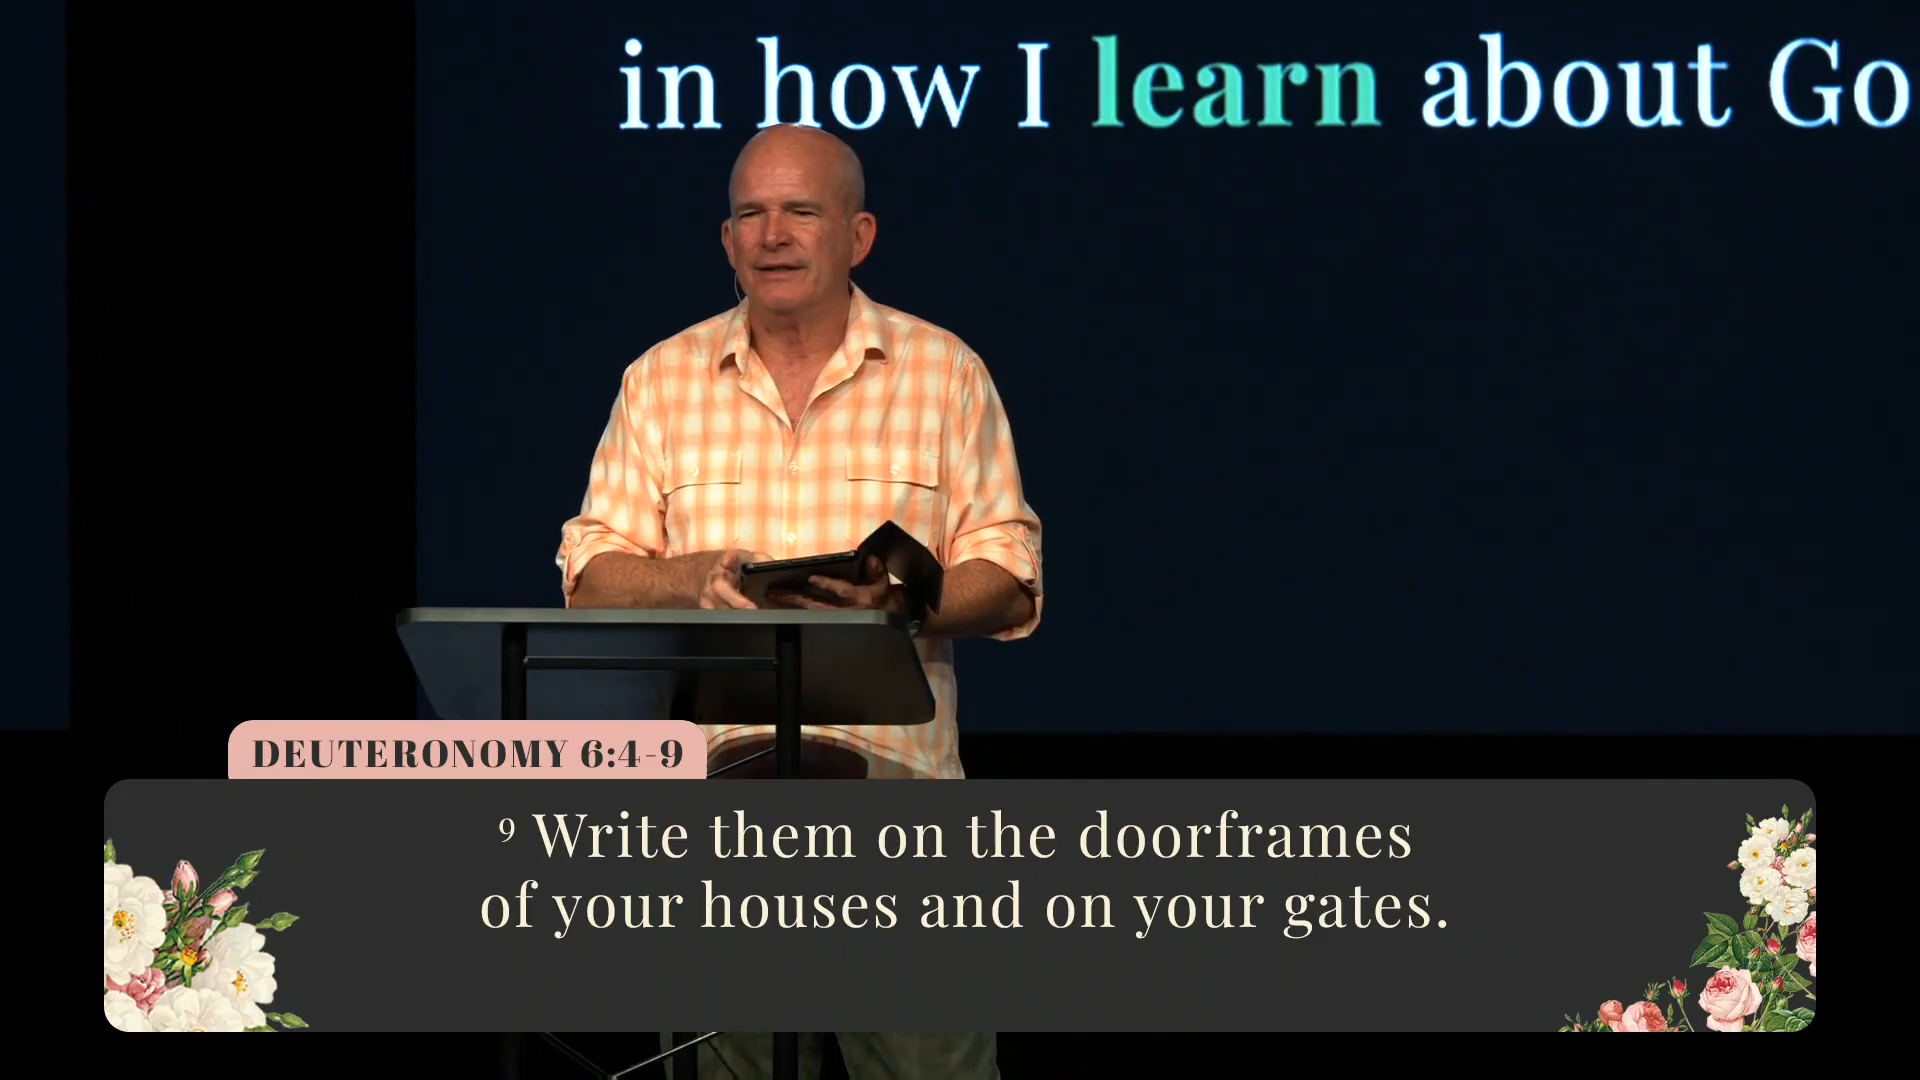 in how I learn about Go
DEUTERONOMY 6:4-9
⁹ Write them on the doorframes
of your houses and on your gates.